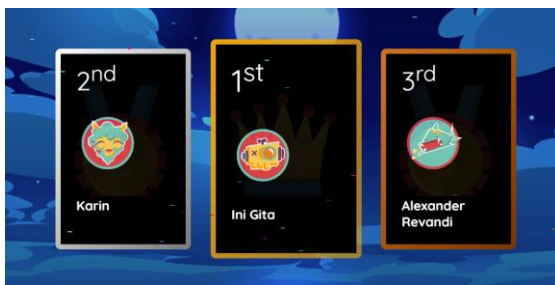 2nd
Karin
1st
Ini Gita
3rd
Alexander
Revandi